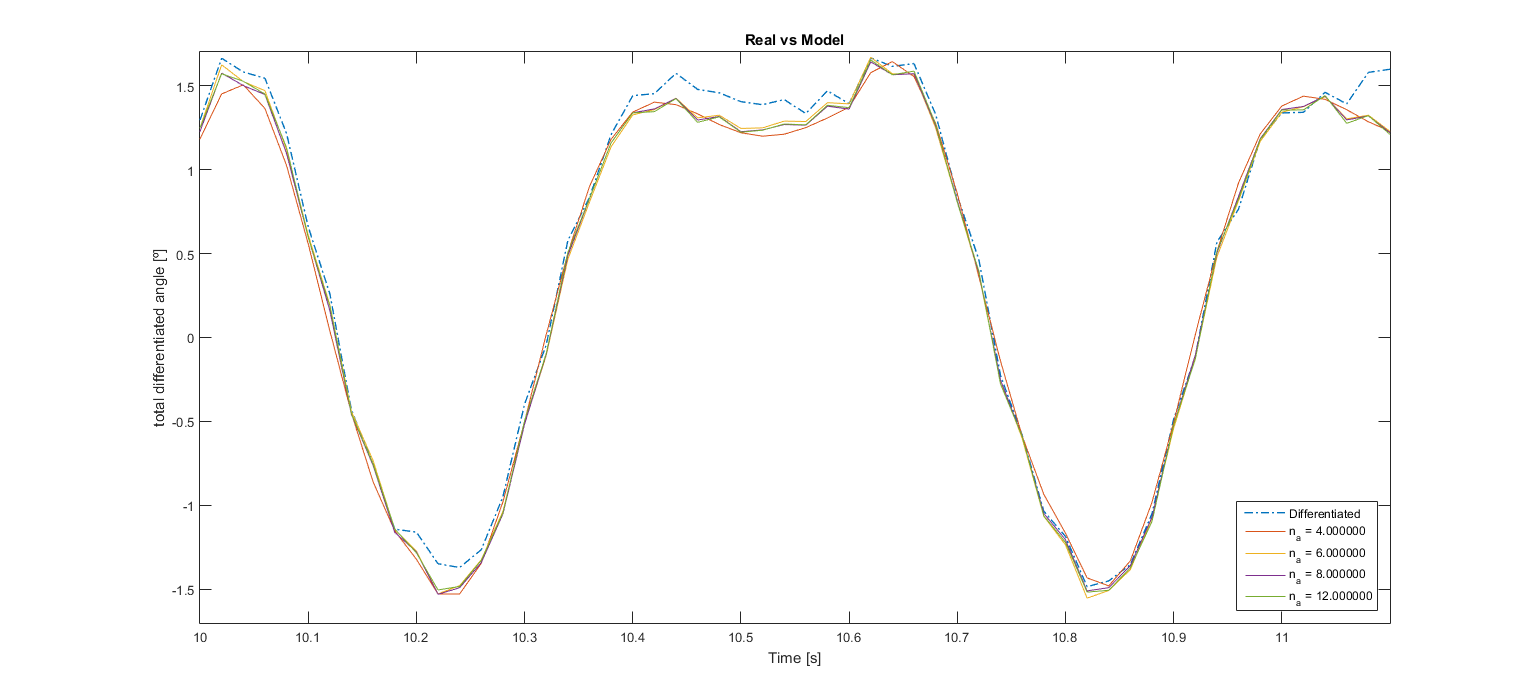 Real vs Model
total differentiated angle [º]
1.5
1
0.5
0
-0.5
-1
-1.5
10
10.1
10.2
10.3
10.4
10.5
10.6
10.7
10.8
10.9
11
Time [s]
Differentiated
n_a = 4.000000
n_a = 6.000000
n_a = 8.000000
n_a = 12.000000